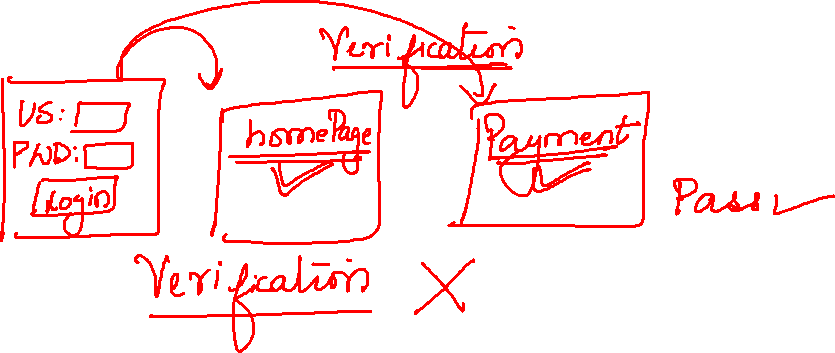 Verification
US:
PWD:
Login
homePage
Payment
Pass
Verification